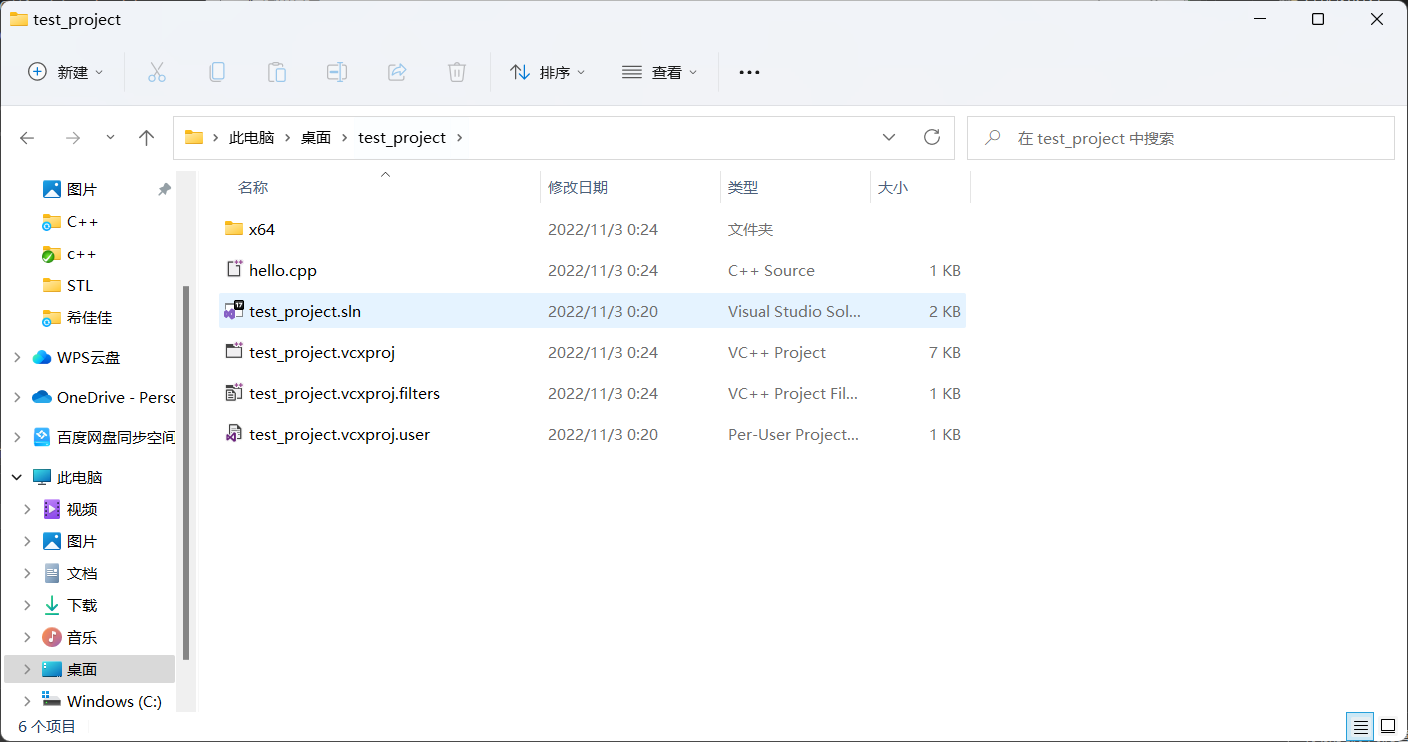 test_project
新建 排序 查看
此电脑 桌面 test_project
在 test_project 中搜索
图片
C++
c++
STL
希佳佳
WPS云盘
OneDrive - Perso
百度网盘同步空间
此电脑
视频
图片
文档
下载
音乐
桌面
Windows (C:)
名称 修改日期 类型 大小
x64 2022/11/3 0:24 文件夹
hello.cpp 2022/11/3 0:24 C++ Source 1 KB
test_project.sln 2022/11/3 0:20 Visual Studio Sol... 2 KB
test_project.vcxproj 2022/11/3 0:24 VC++ Project 7 KB
test_project.vcxproj.filters 2022/11/3 0:24 VC++ Project Fil... 1 KB
test_project.vcxproj.user 2022/11/3 0:20 Per-User Project... 1 KB
6 个项目